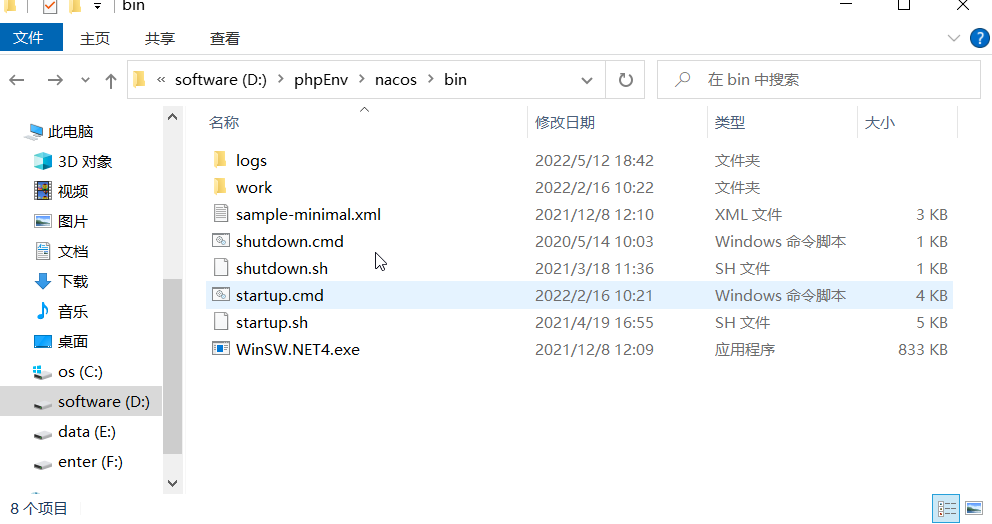 bin
文件 主页 共享 查看
« software (D:) phpEnv nacos bin 在 bin 中搜索
名称 修改日期 类型 大小
此电脑
3D 对象
视频
图片
文档
下载
音乐
桌面
os (C:)
software (D:)
data (E:)
enter (F:)
logs 2022/5/12 18:42 文件夹
work 2022/2/16 10:22 文件夹
sample-minimal.xml 2021/12/8 12:10 XML 文件 3 KB
shutdown.cmd 2020/5/14 10:03 Windows 命令脚本 1 KB
shutdown.sh 2021/3/18 11:36 SH 文件 1 KB
startup.cmd 2022/2/16 10:21 Windows 命令脚本 4 KB
startup.sh 2021/4/19 16:55 SH 文件 5 KB
WinSW.NET4.exe 2021/12/8 12:09 应用程序 833 KB
8 个项目